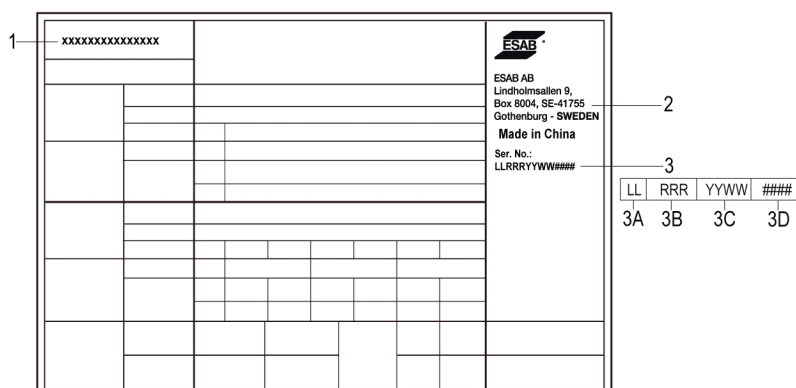 1
xxxxxxxxxxxxxxx
ESAB
ESAB AB
Lindholmsallen 9,
Box 8004, SE-41755
Gothenburg - SWEDEN
2
Made in China
Ser. No.:
LLRRRYYWW####
3
LL RRR YYWW ####
3A 3B 3C 3D